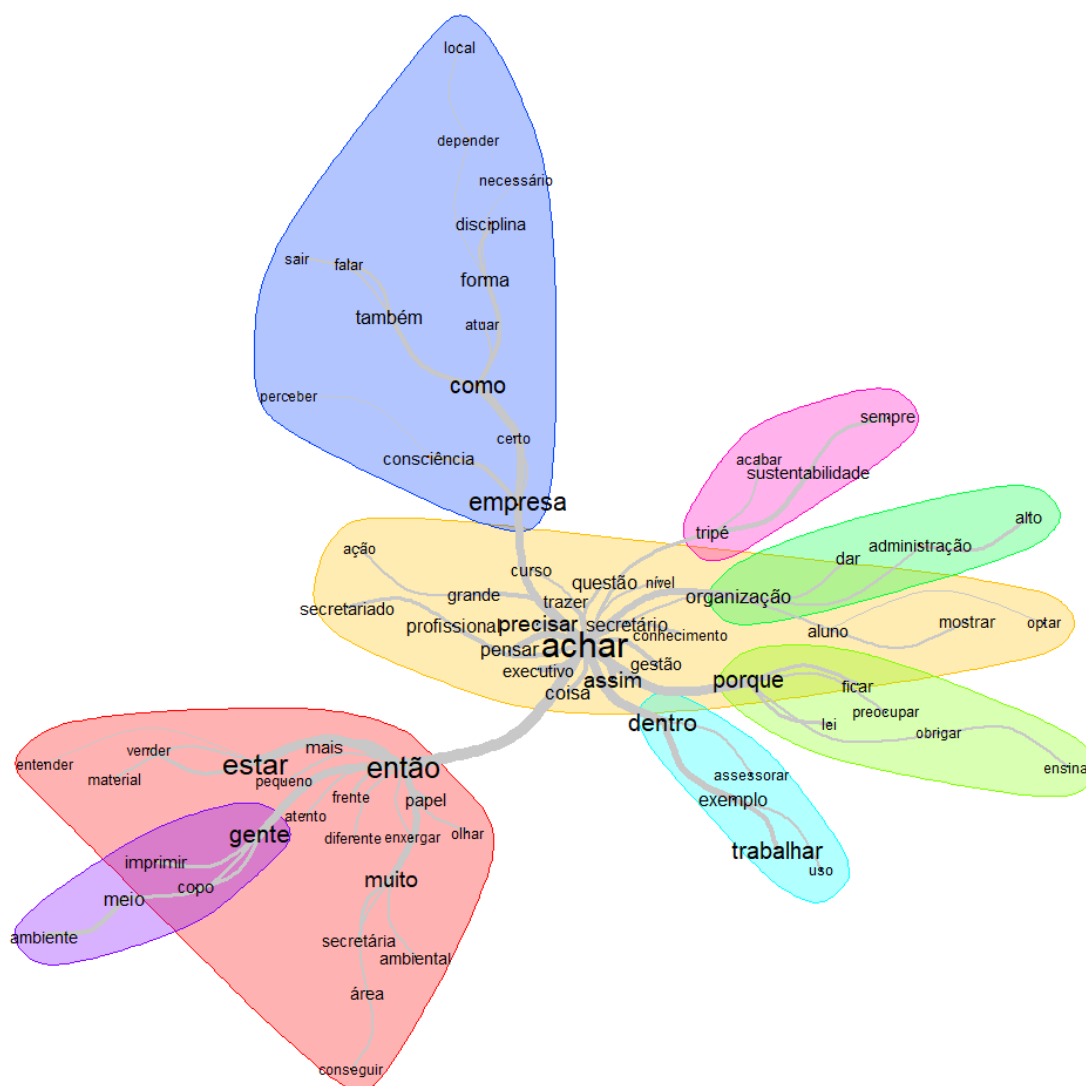 local
depender
necessário
disciplina
sair
falar
forma
também
atuar
como
perceber
certo
consciência
empresa
sempre
acabar
sustentabilidade
tripé
alto
administração
dar
ação
curso
questão
nível
grande
trazer
organização
secretariado
profissional
precisar
secretário
aluno
mostrar
optar
conhecimento
achar
pensar
executivo
gestão
assim
coisa
porque
ficar
preocupar
lei
obrigar
ensinar
dentro
assessorar
exemplo
trabalhar
uso
mais
vender
entender
material
estar
então
pequeno
frente
papel
atento
gente
diferente
enxergar
olhar
imprimir
copo
meio
muito
ambiente
secretária
ambiental
área
conseguir